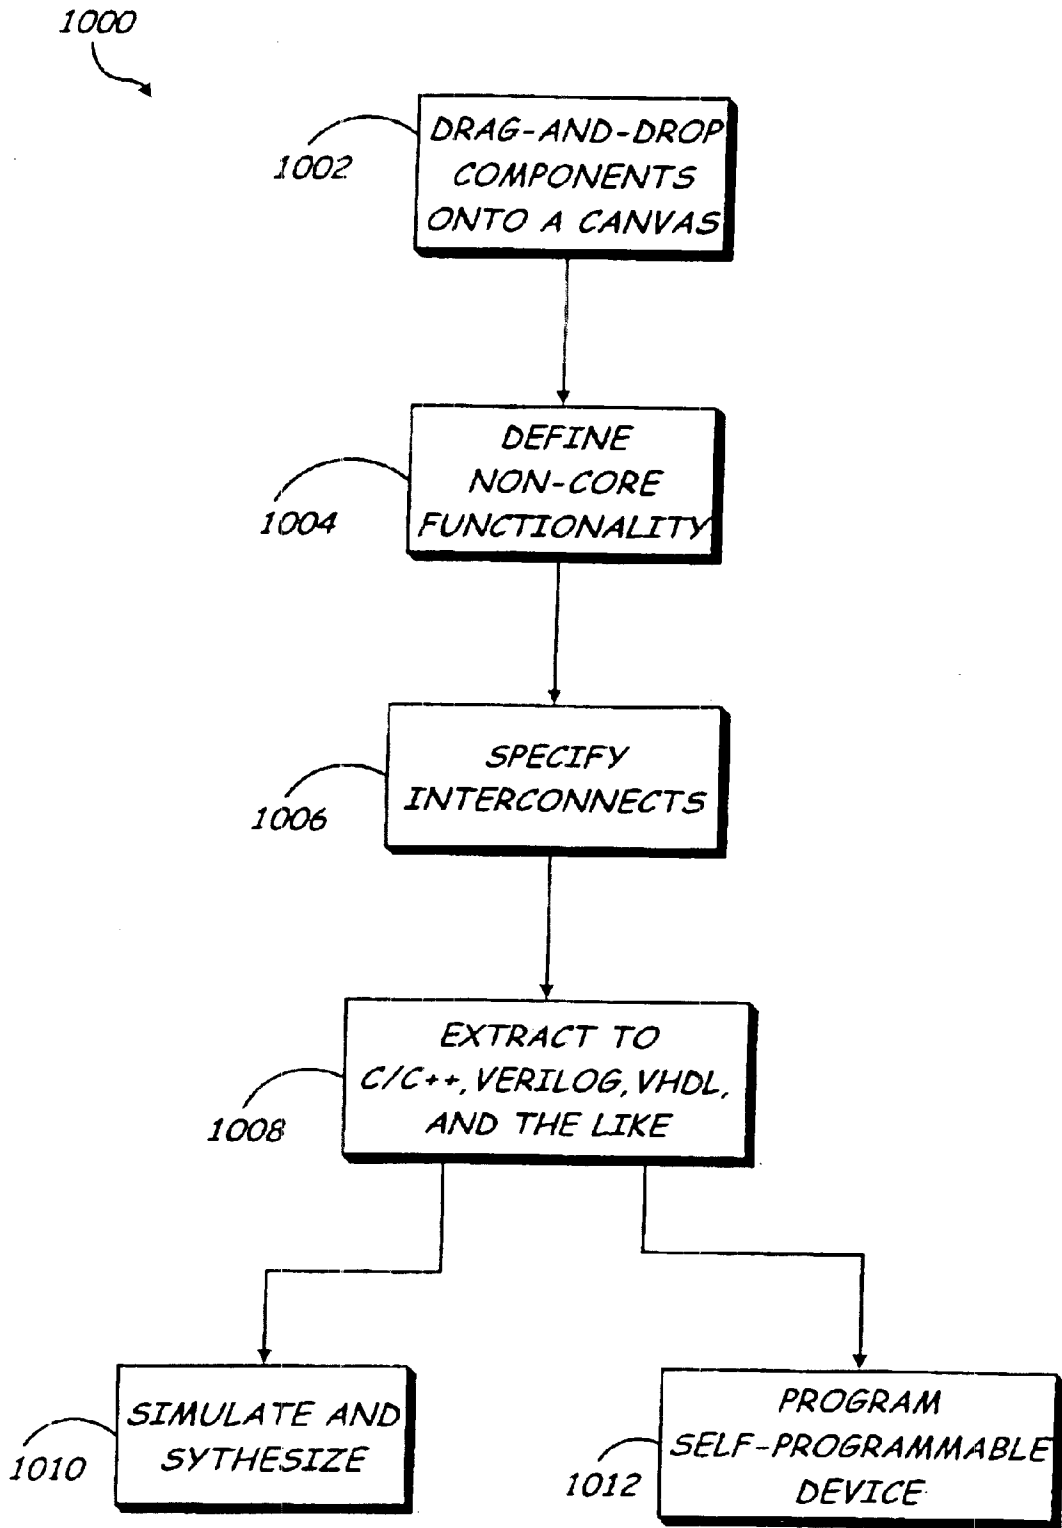 1000
DRAG-AND-DROP
COMPONENTS
ONTO A CANVAS
1002
DEFINE
NON-CORE
FUNCTIONALITY
1004
SPECIFY
INTERCONNECTS
1006
EXTRACT TO
C/C++, VERILOG, VHDL,
AND THE LIKE
1008
SIMULATE AND
SYTHESIZE
1010
PROGRAM
SELF-PROGRAMMABLE
DEVICE
1012